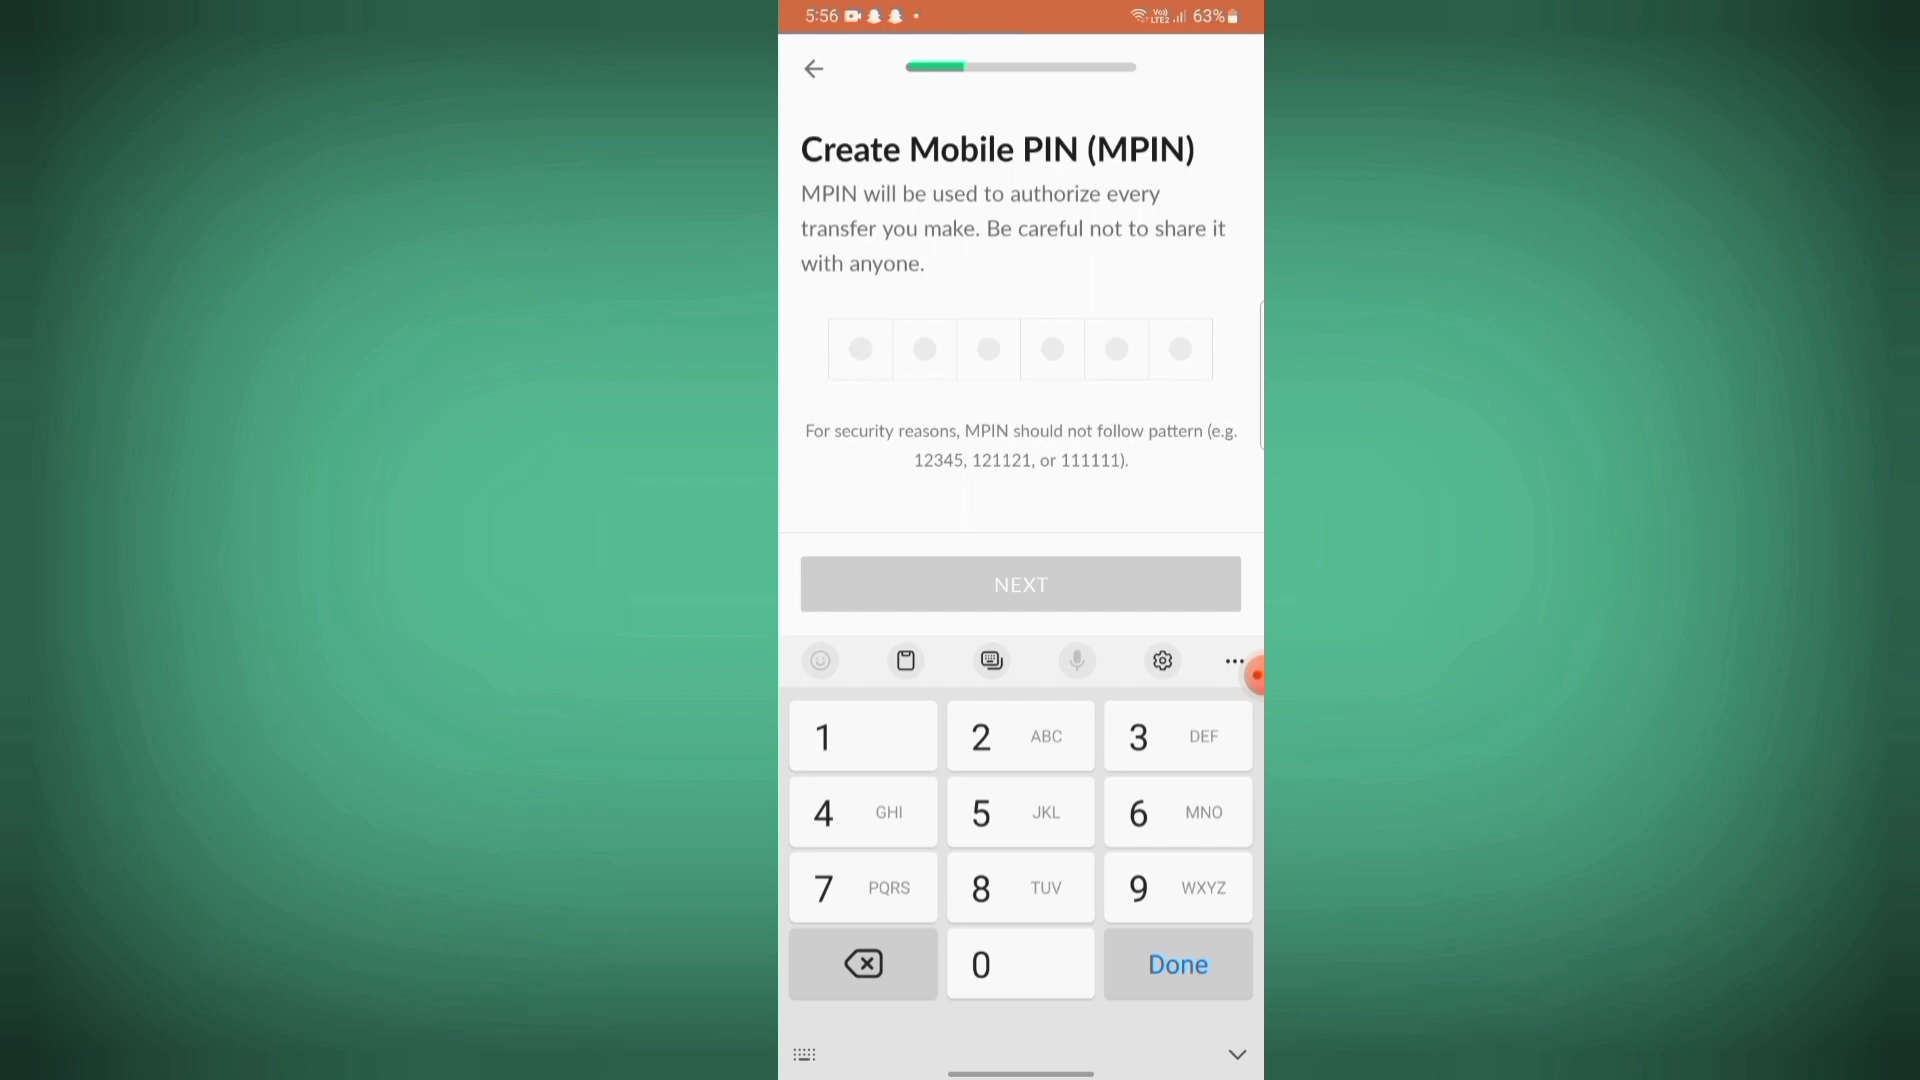 5:56 Vo)) LTE2 63%
Create Mobile PIN (MPIN)
MPIN will be used to authorize every
transfer you make. Be careful not to share it
with anyone.
For security reasons, MPIN should not follow pattern (e.g.
12345, 121121, or 111111).
NEXT
1 2 ABC 3 DEF
4 GHI 5 JKL 6 MNO
7 PQRS 8 TUV 9 WXYZ
0 Done